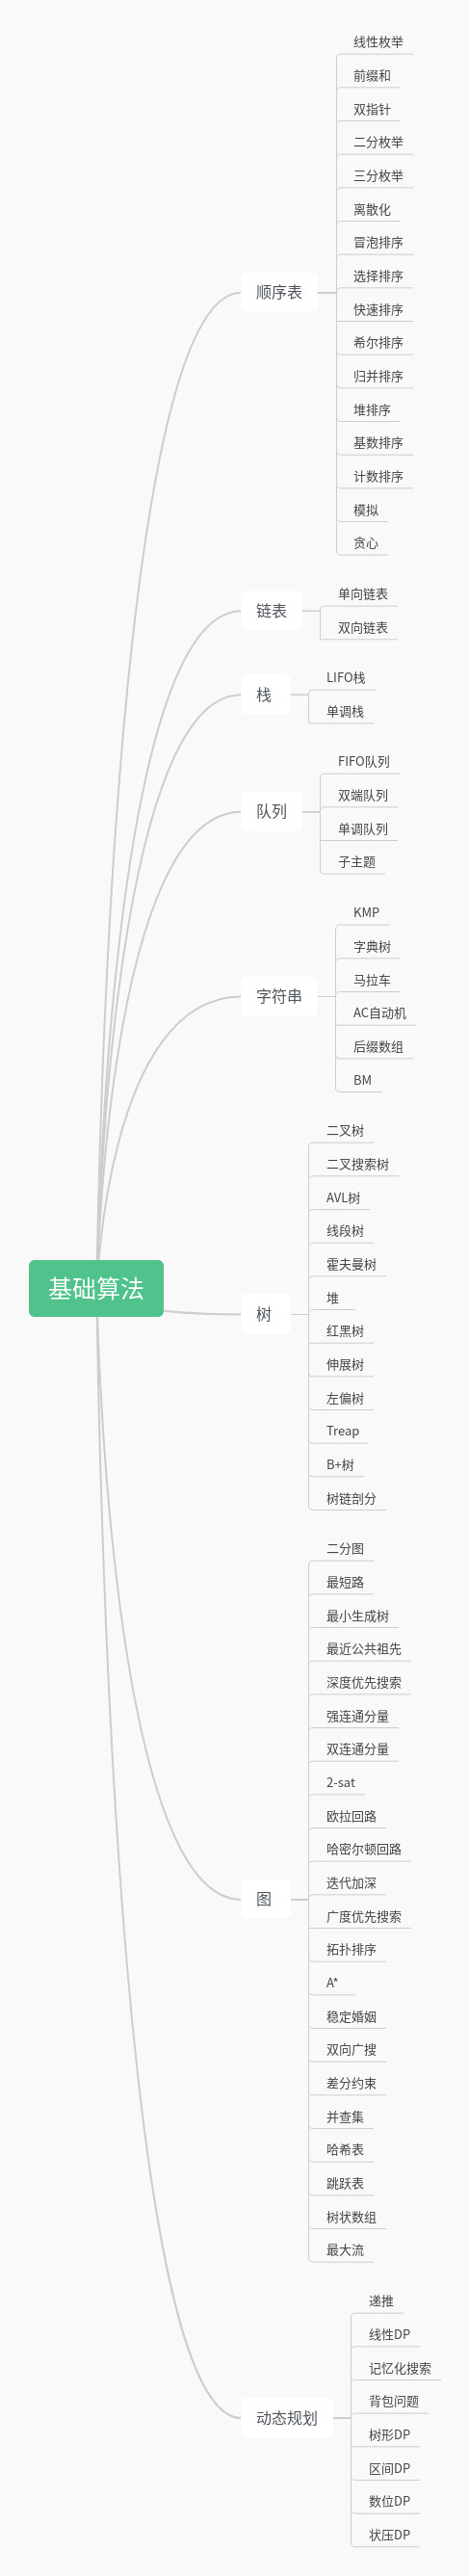 基础算法
顺序表
线性枚举
前缀和
双指针
二分枚举
三分枚举
离散化
冒泡排序
选择排序
快速排序
希尔排序
归并排序
堆排序
基数排序
计数排序
模拟
贪心
链表
单向链表
双向链表
栈
LIFO栈
单调栈
队列
FIFO队列
双端队列
单调队列
子主题
字符串
KMP
字典树
马拉车
AC自动机
后缀数组
BM
树
二叉树
二叉搜索树
AVL树
线段树
霍夫曼树
堆
红黑树
伸展树
左偏树
Treap
B+树
树链剖分
图
二分图
最短路
最小生成树
最近公共祖先
深度优先搜索
强连通分量
双连通分量
2-sat
欧拉回路
哈密尔顿回路
迭代加深
广度优先搜索
拓扑排序
A*
稳定婚姻
双向广搜
差分约束
并查集
哈希表
跳跃表
树状数组
最大流
动态规划
递推
线性DP
记忆化搜索
背包问题
树形DP
区间DP
数位DP
状压DP